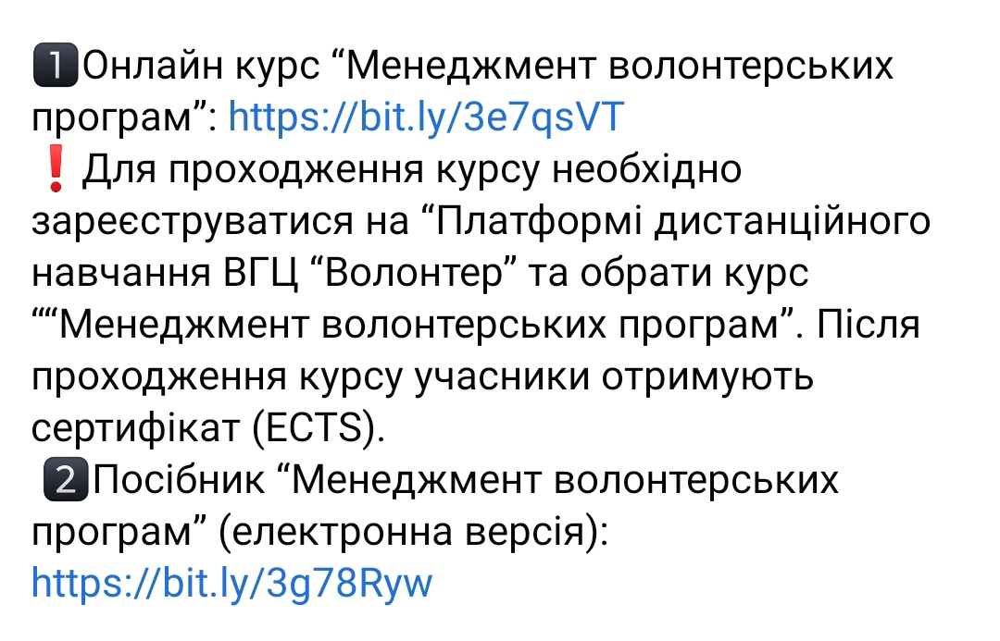 1️⃣Онлайн курс “Менеджмент волонтерських
програм”: https://bit.ly/3e7qsVT
❗Для проходження курсу необхідно
зареєструватися на “Платформі дистанційного
навчання ВГЦ “Волонтер” та обрати курс
““Менеджмент волонтерських програм”. Після
проходження курсу учасники отримують
сертифікат (ECTS).
2️⃣Посібник “Менеджмент волонтерських
програм” (електронна версія):
https://bit.ly/3g78Ryw